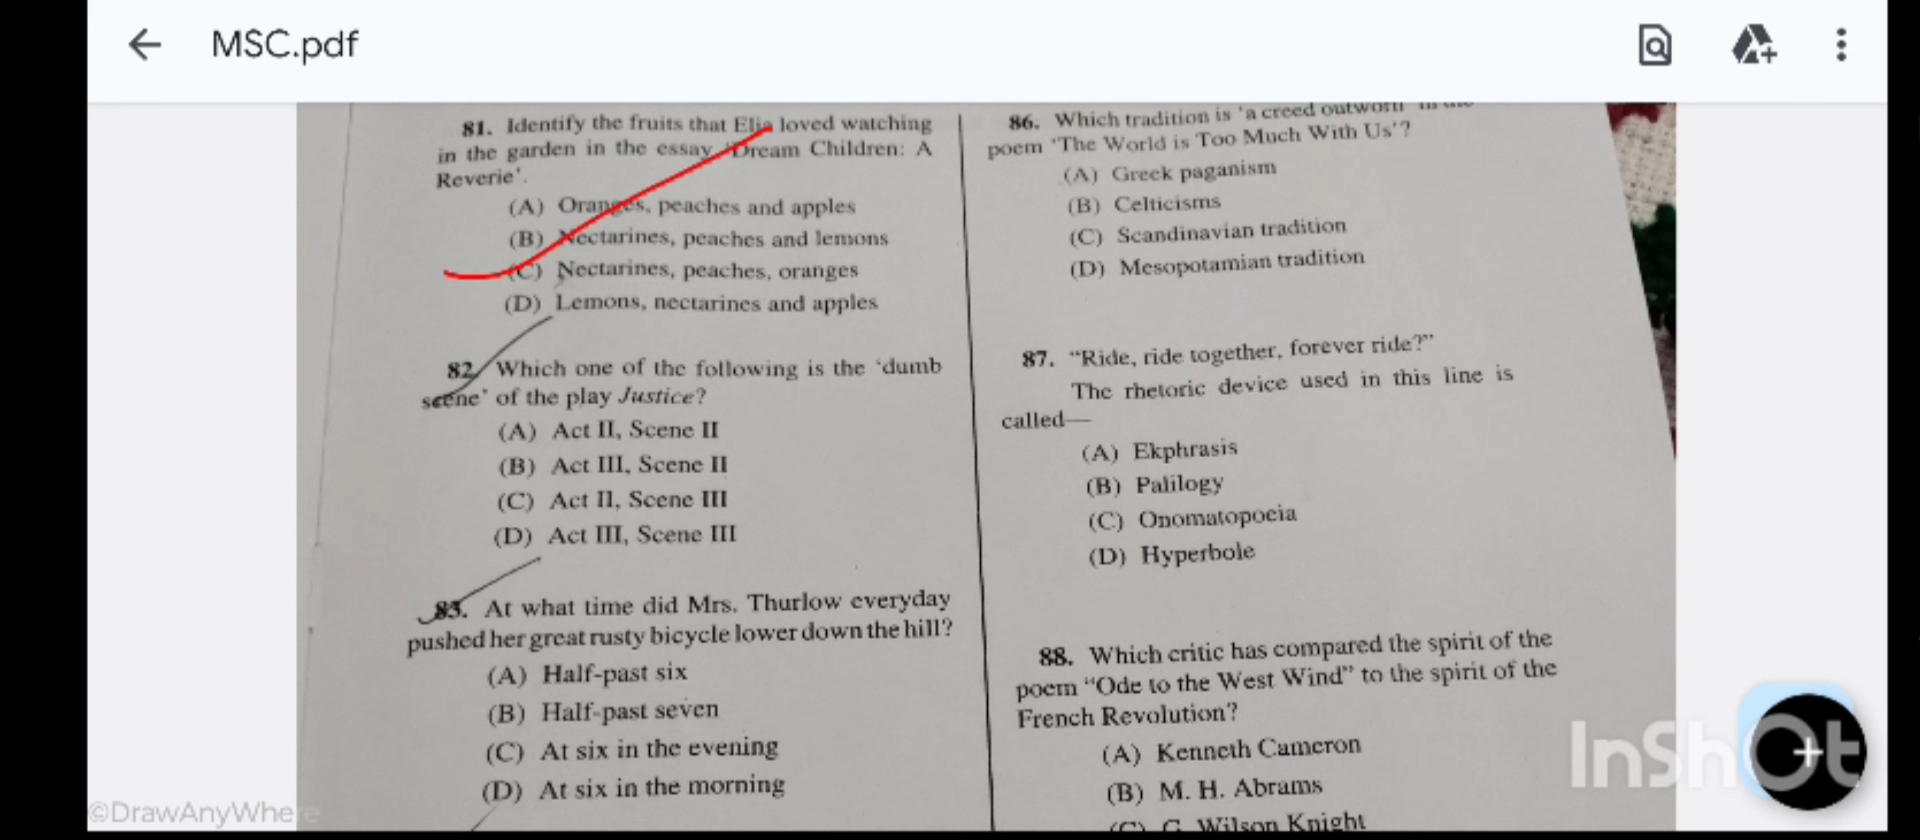 MSC.pdf
81. Identify the fruits that Elia loved watching
in the garden in the essay, 'Dream Children: A
Reverie'.
(A) Oranges, peaches and apples
(B) Nectarines, peaches and lemons
(C) Nectarines, peaches, oranges
(D) Lemons, nectarines and apples
82. Which one of the following is the 'dumb
scene' of the play Justice?
(A) Act II, Scene II
(B) Act III, Scene II
(C) Act II, Scene III
(D) Act III, Scene III
83. At what time did Mrs. Thurlow everyday
pushed her great rusty bicycle lower down the hill?
(A) Half-past six
(B) Half-past seven
(C) At six in the evening
(D) At six in the morning
86. Which tradition is 'a creed outworn' in the
poem 'The World is Too Much With Us'?
(A) Greek paganism
(B) Celticisms
(C) Scandinavian tradition
(D) Mesopotamian tradition
87. "Ride, ride together, forever ride?"
The rhetoric device used in this line is
called—
(A) Ekphrasis
(B) Palilogy
(C) Onomatopoeia
(D) Hyperbole
88. Which critic has compared the spirit of the
poem "Ode to the West Wind" to the spirit of the
French Revolution?
(A) Kenneth Cameron
(B) M. H. Abrams
(C) G. Wilson Knight
InShOt
©DrawAnyWhere